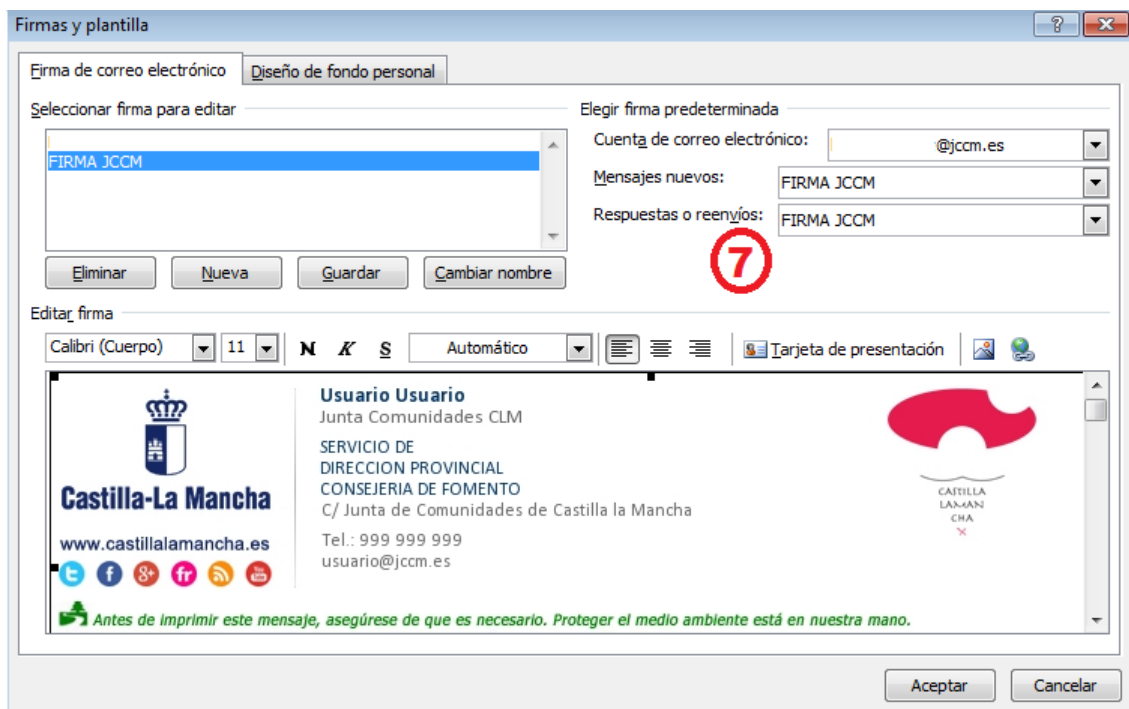 Firmas y plantilla
Firma de correo electrónico
Diseño de fondo personal
Seleccionar firma para editar
FIRMA JCCM
Eliminar
Nueva
Guardar
Cambiar nombre
Elegir firma predeterminada
Cuenta de correo electrónico:
@jccm.es
Mensajes nuevos:
FIRMA JCCM
Respuestas o reenvíos:
FIRMA JCCM
7
Editar firma
Calibri (Cuerpo)
11
N K S
Automático
Tarjeta de presentación
Castilla-La Mancha
www.castillalamancha.es
Usuario Usuario
Junta Comunidades CLM
SERVICIO DE
DIRECCION PROVINCIAL
CONSEJERIA DE FOMENTO
C/ Junta de Comunidades de Castilla la Mancha
Tel.: 999 999 999
usuario@jccm.es
CASTILLA
LAMAN
CHA
Antes de imprimir este mensaje, asegúrese de que es necesario. Proteger el medio ambiente está en nuestra mano.
Aceptar
Cancelar